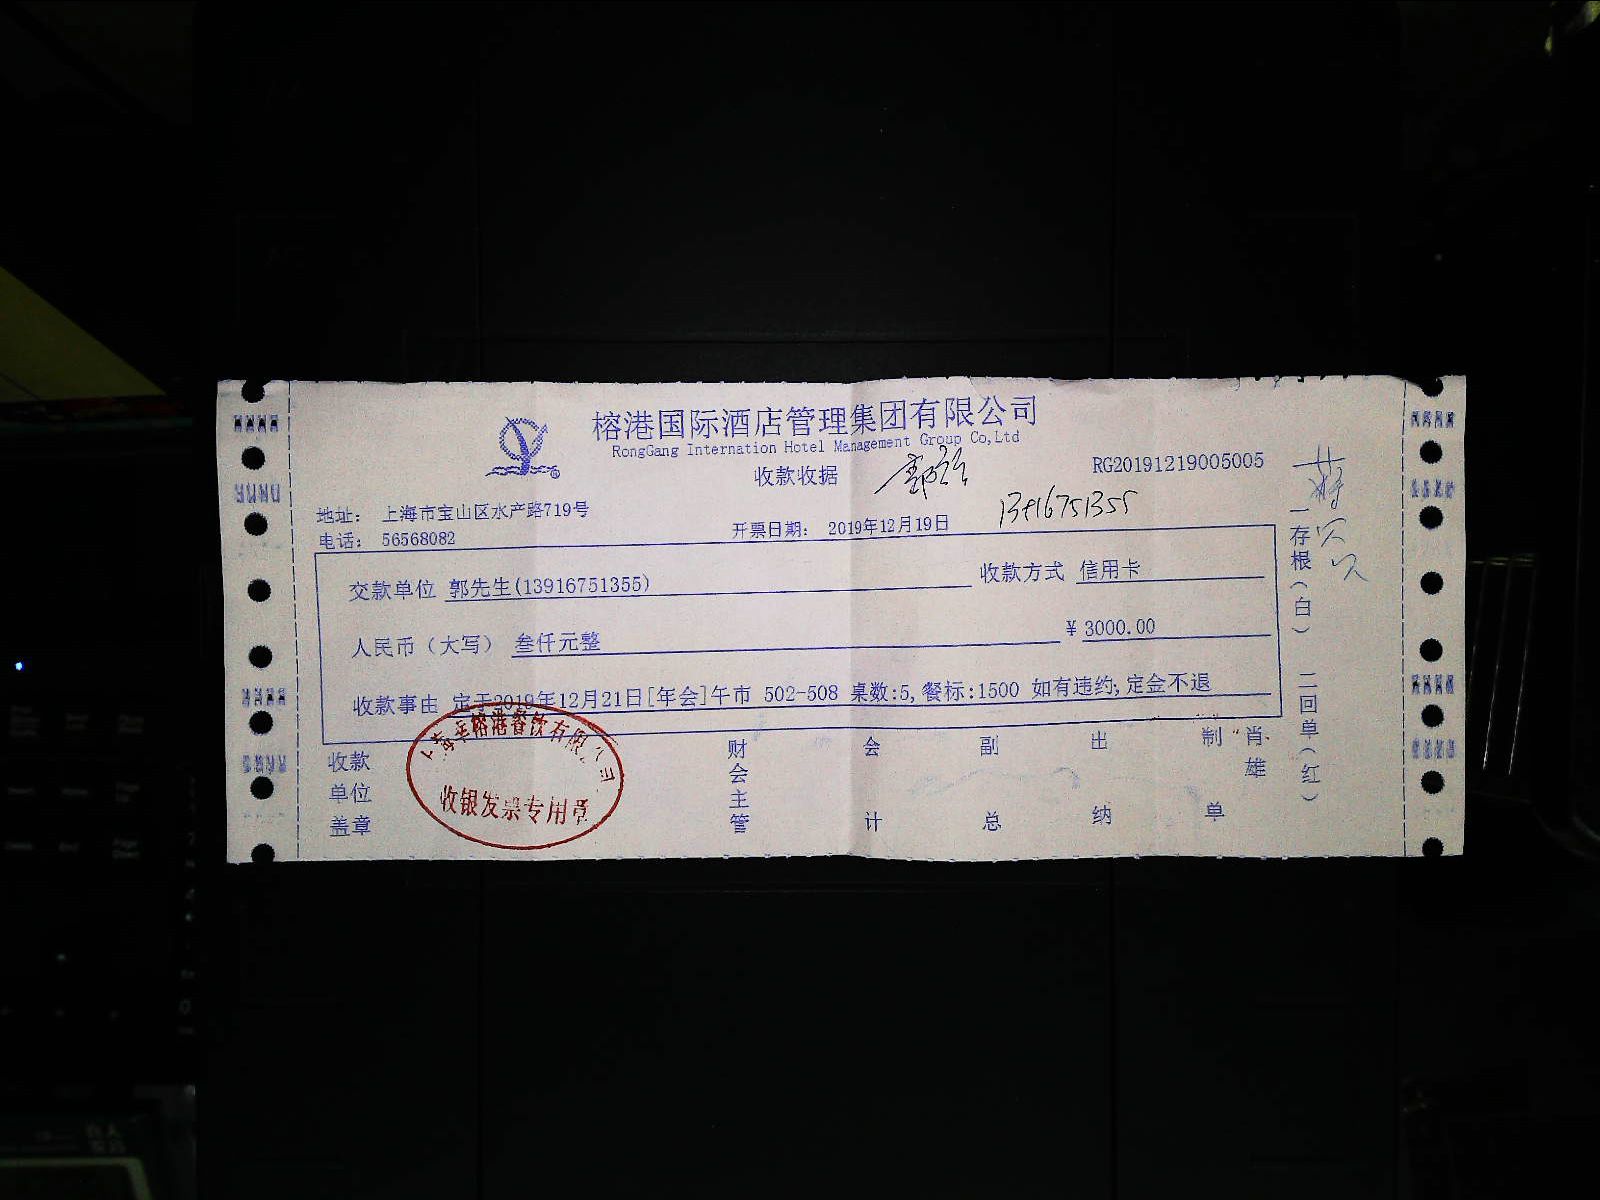 榕港国际酒店管理集团有限公司
RongGang Internation Hotel Management Group Co,Ltd
收款收据
RG20191219005005
地址： 上海市宝山区水产路719号
电话： 56568082
开票日期： 2019年12月19日
13916751355
交款单位 郭先生(13916751355)
收款方式 信用卡
人民币（大写） 叁仟元整
¥ 3000.00
收款事由 定于2019年12月21日[年会]午市 502-508 桌数:5,餐标:1500 如有违约,定金不退
收款单位盖章
财会主管
会计
副总
出纳
制单
肖雄
一存根（白） 二回单（红）
收银发票专用章